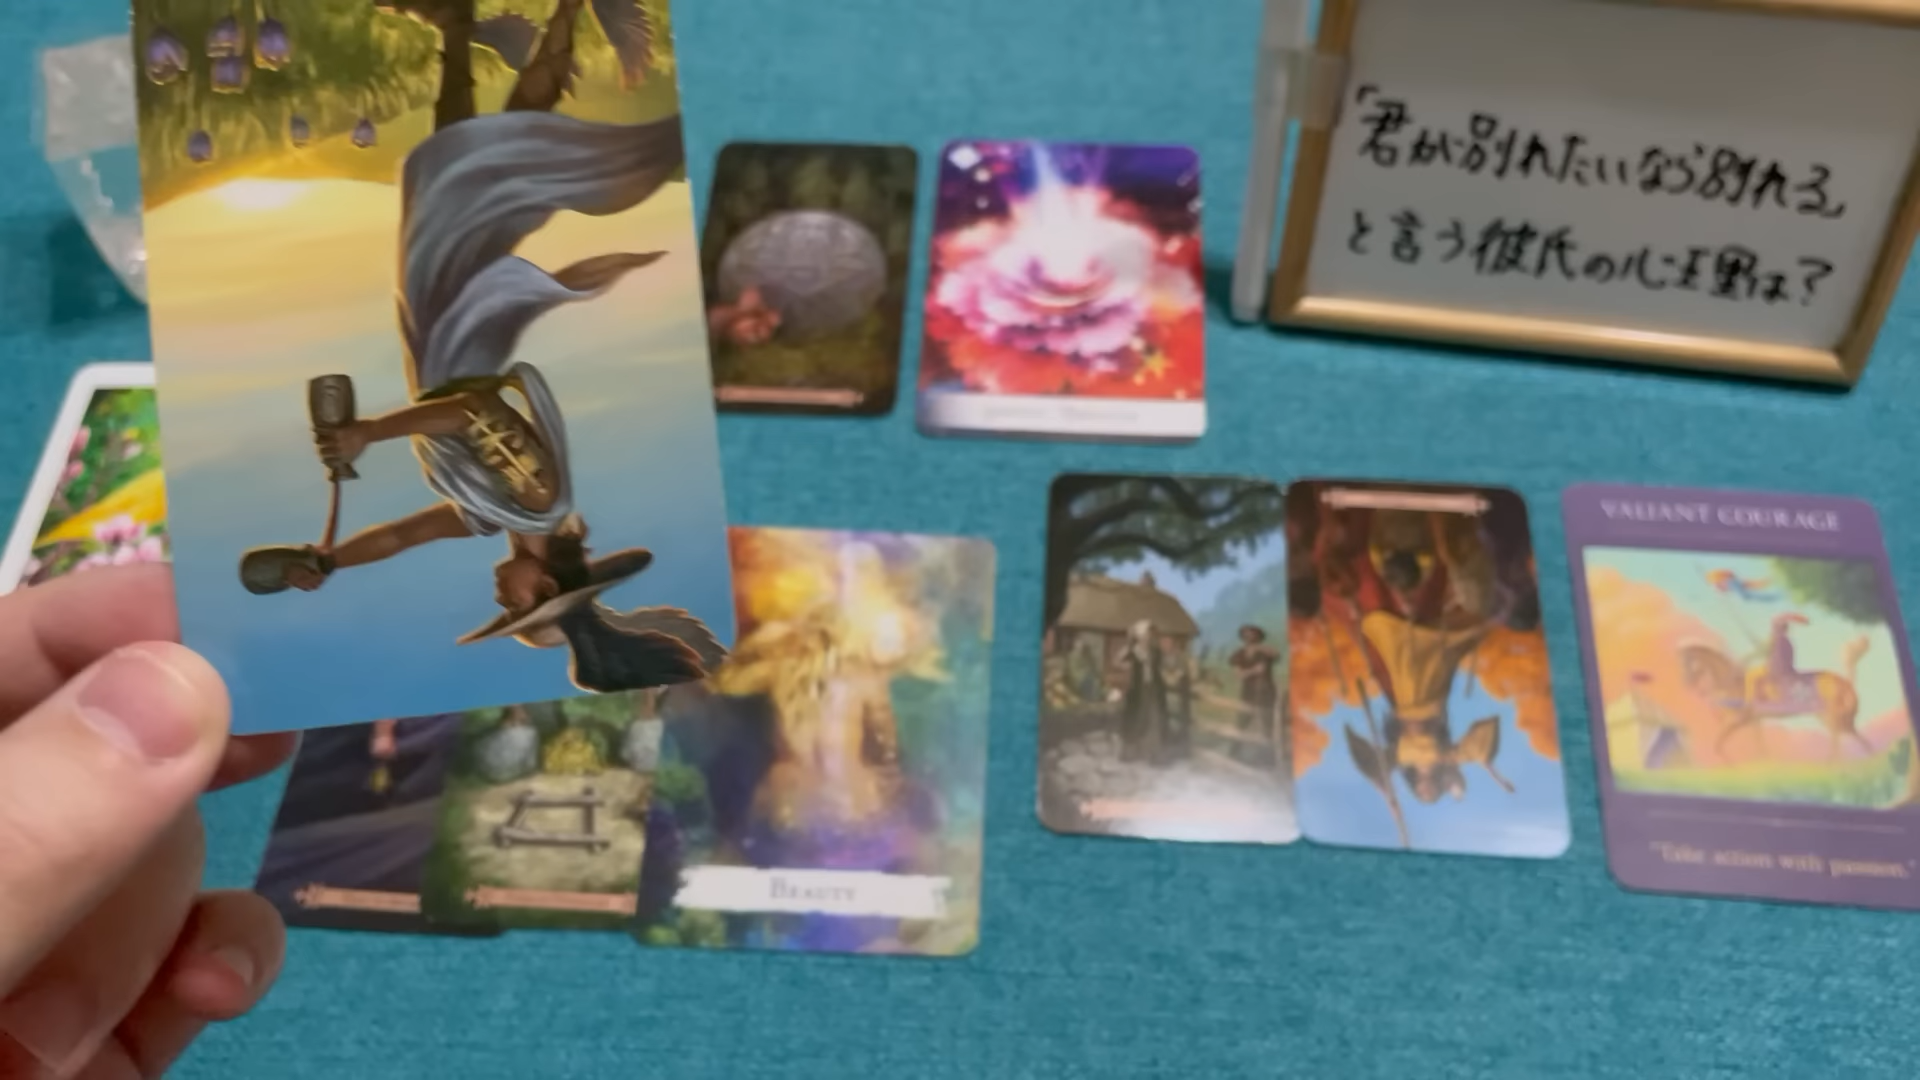 「君が別れたいなら別れる」
と言う彼氏の心理は?
VALIANT COURAGE
"Take action with passion."
BEAUTY